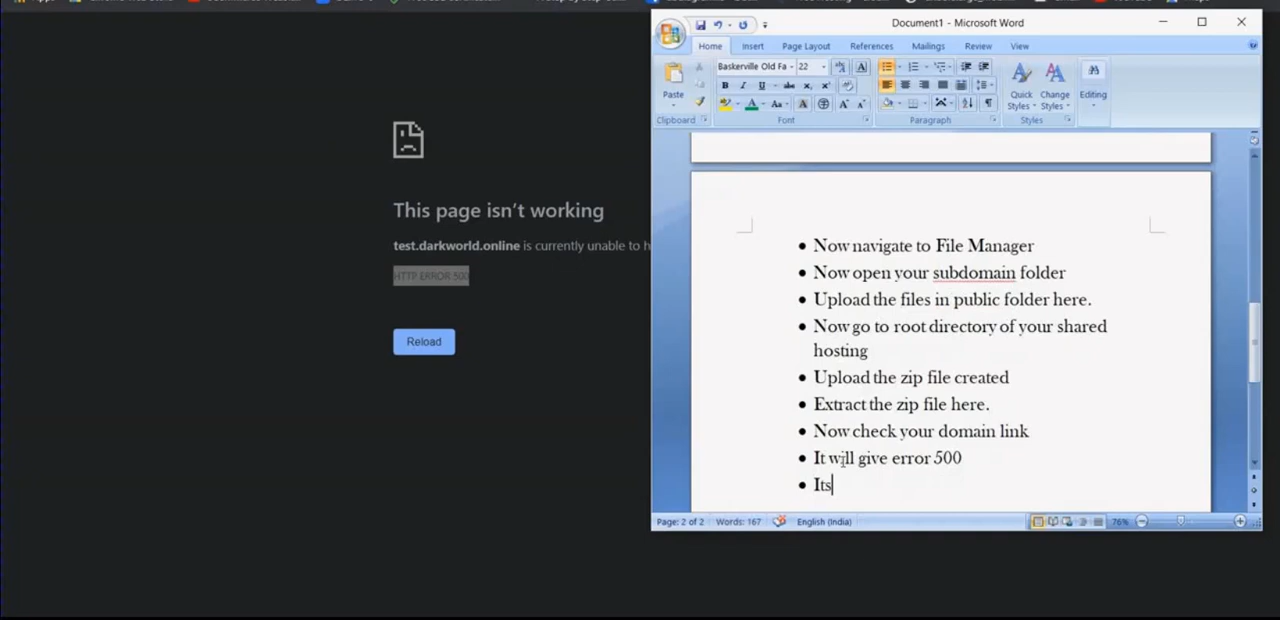 Document1 - Microsoft Word
Home Insert Page Layout References Mailings Review View
Baskerville Old Fa 22
Paste
Quick Styles Change Styles Editing
Clipboard Font Paragraph Styles
This page isn't working
test.darkworld.online is currently unable to h
HTTP ERROR 500
Reload
• Now navigate to File Manager
• Now open your subdomain folder
• Upload the files in public folder here.
• Now go to root directory of your shared
hosting
• Upload the zip file created
• Extract the zip file here.
• Now check your domain link
• It will give error 500
• Its
Page: 2 of 2 Words: 167 English (India) 76%